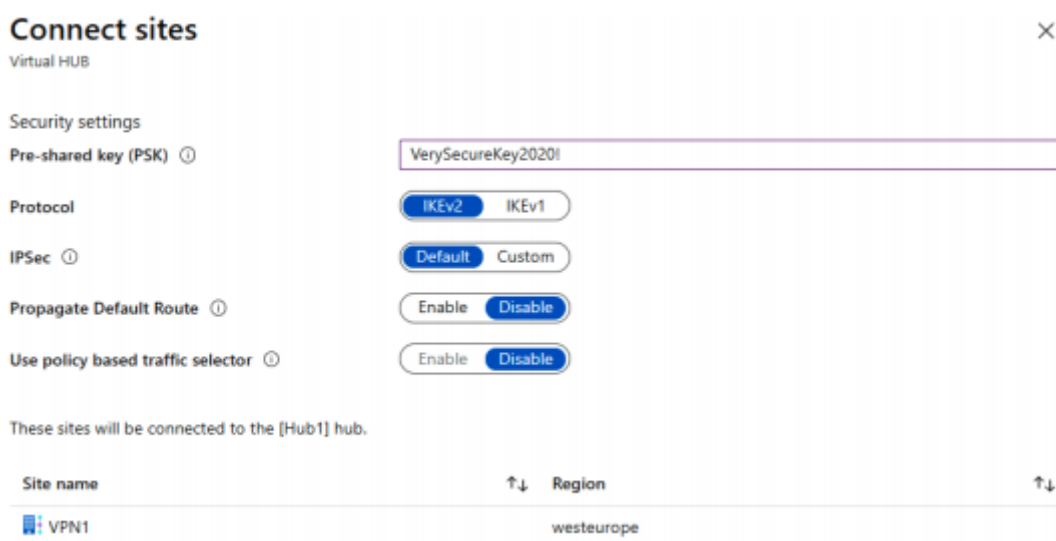 Connect sites
Virtual HUB
Security settings
Pre-shared key (PSK)
VerySecureKey2020!
Protocol
IKEv2 IKEv1
IPSec
Default Custom
Propagate Default Route
Enable Disable
Use policy based traffic selector
Enable Disable
These sites will be connected to the [Hub1] hub.
Site name Region
VPN1 westeurope